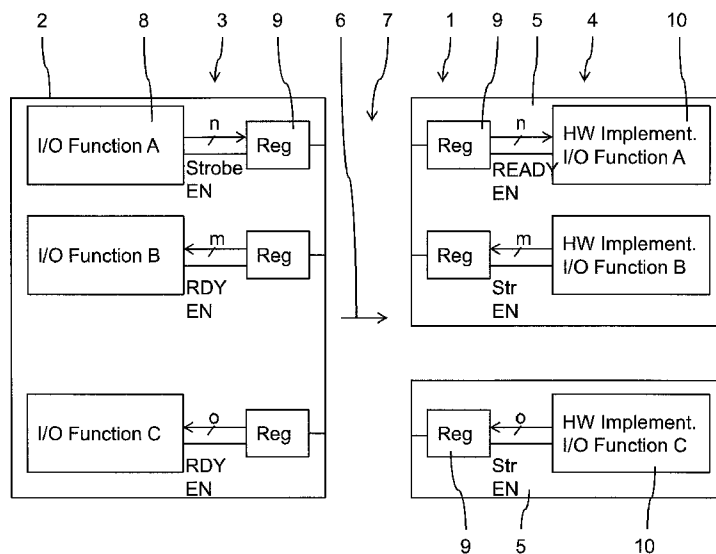 2 8 3 9 6 7 1 9 5 4 10
I/O Function A
n
Strobe
EN
Reg
I/O Function B
m
RDY
EN
Reg
I/O Function C
o
RDY
EN
Reg
Reg
n
READY
EN
HW Implement.
I/O Function A
Reg
m
Str
EN
HW Implement.
I/O Function B
Reg
o
Str
EN
HW Implement.
I/O Function C
9 5 10